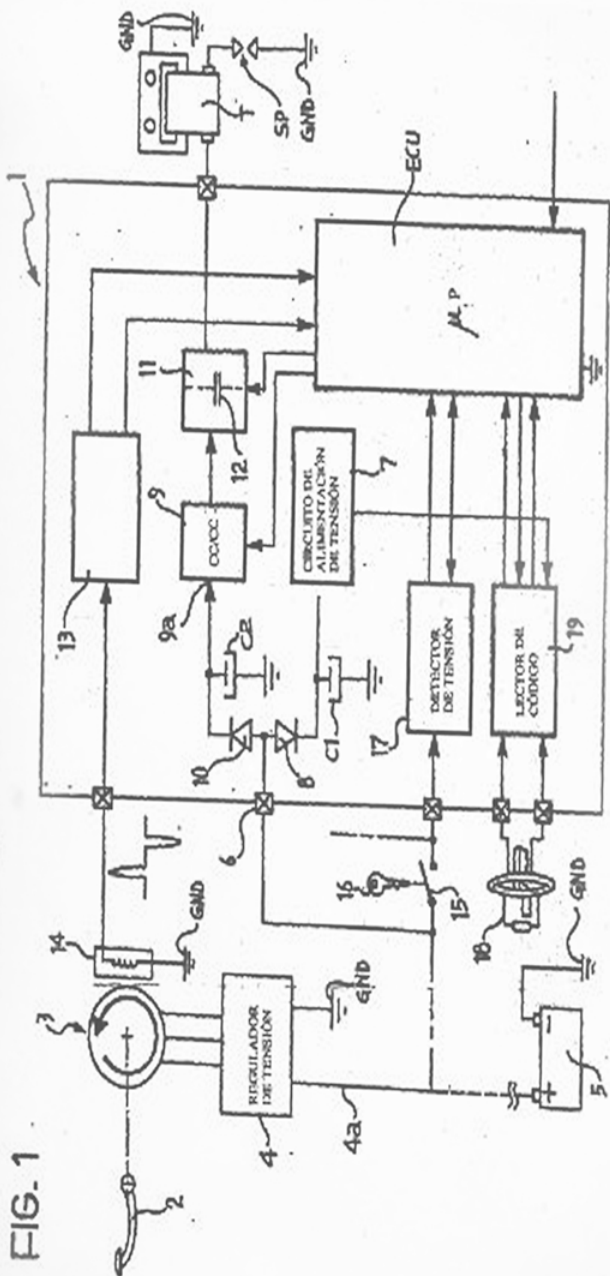 FIG. 1
1
2
3
14
GND
4
REGULADOR
DE TENSIÓN
4a
GND
5
+
-
GND
6
16
15
18
13
10
8
C2
C1
9a
9
CC/CC
11
12
CIRCUITO DE
ALIMENTACIÓN
DE TENSIÓN
7
17
DETECTOR
DE TENSIÓN
LECTOR DE
CÓDIGO
19
µP
ECU
T
SP
GND
GND